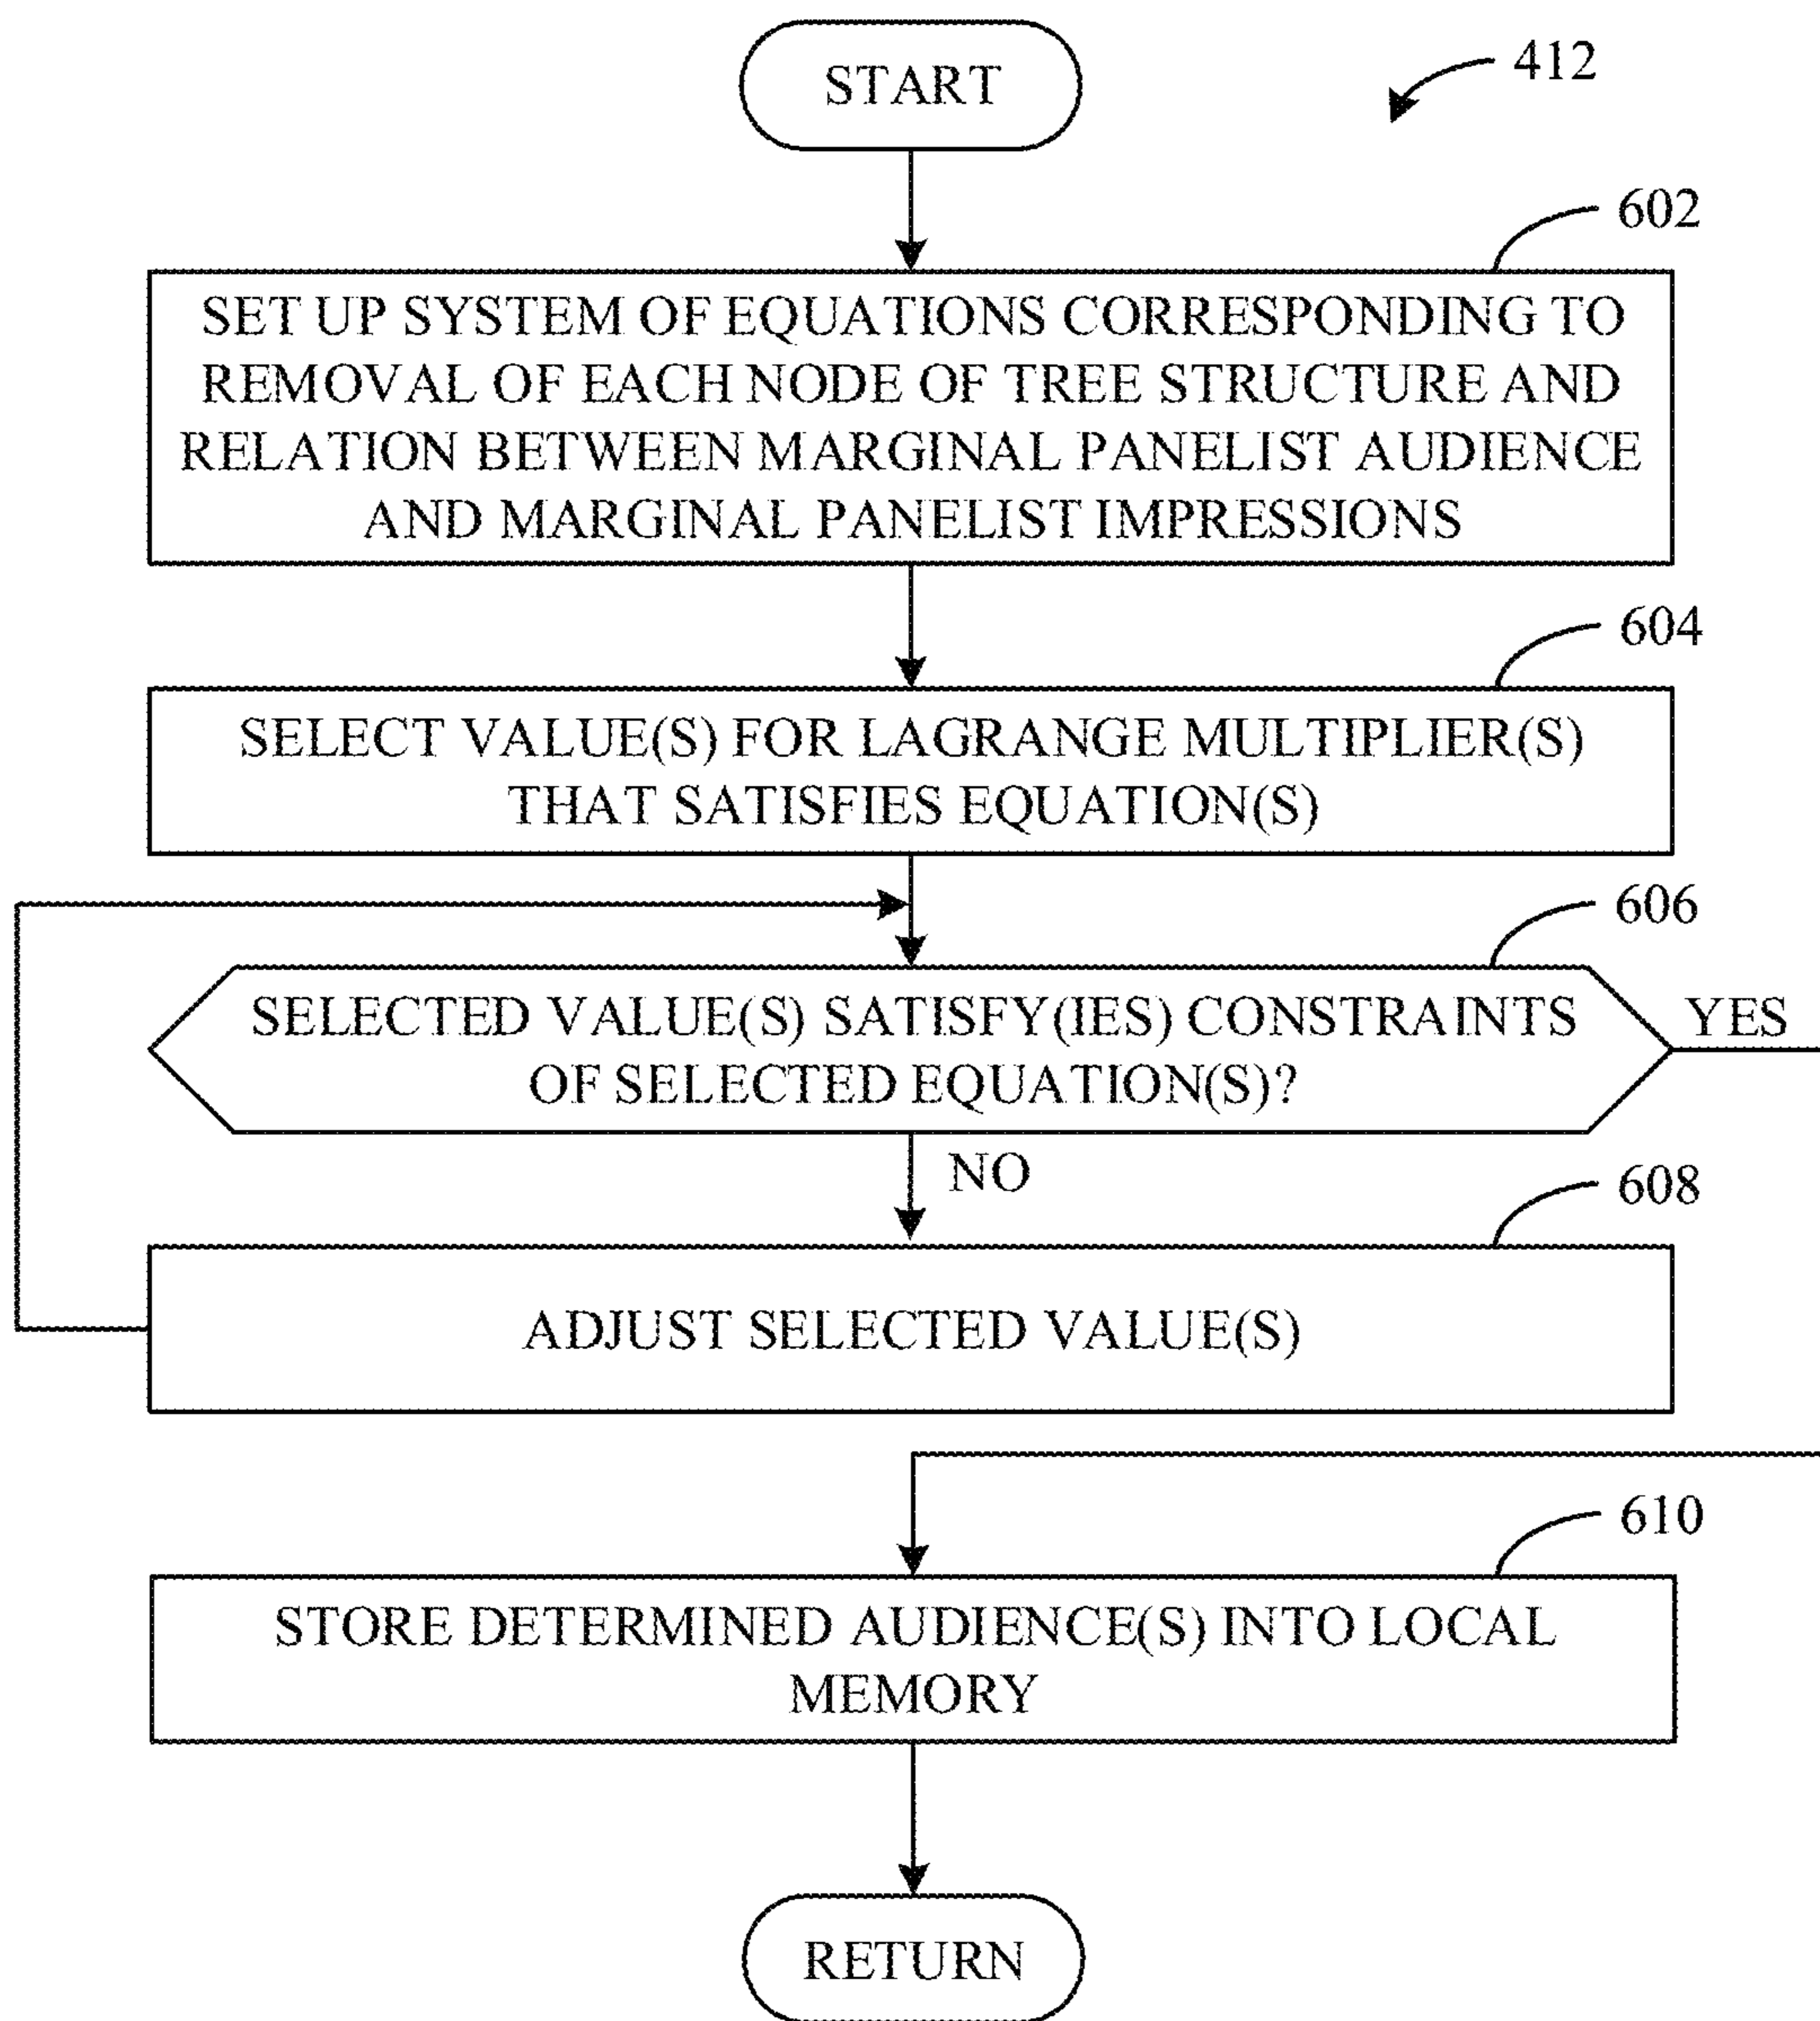 START
412
602
SET UP SYSTEM OF EQUATIONS CORRESPONDING TO
REMOVAL OF EACH NODE OF TREE STRUCTURE AND
RELATION BETWEEN MARGINAL PANELIST AUDIENCE
AND MARGINAL PANELIST IMPRESSIONS
604
SELECT VALUE(S) FOR LAGRANGE MULTIPLIER(S)
THAT SATISFIES EQUATION(S)
606
SELECTED VALUE(S) SATISFY(IES) CONSTRAINTS
OF SELECTED EQUATION(S)?
YES
NO
608
ADJUST SELECTED VALUE(S)
610
STORE DETERMINED AUDIENCE(S) INTO LOCAL
MEMORY
RETURN